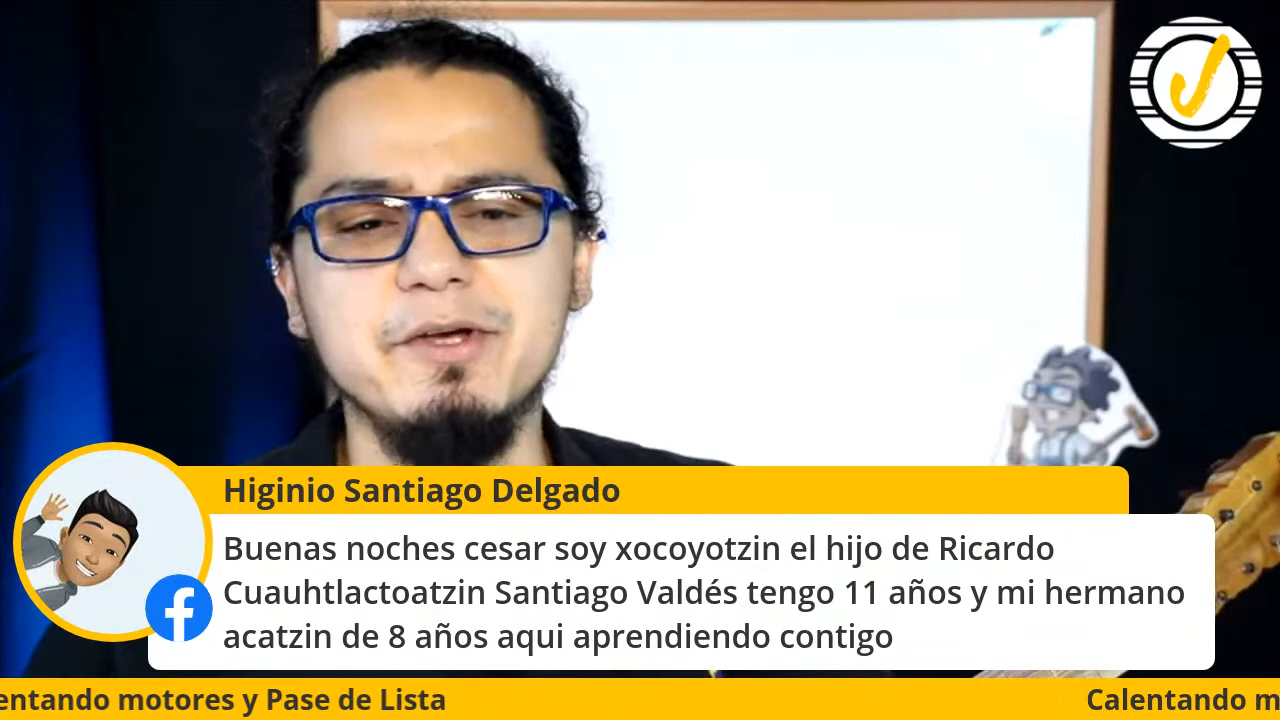 Higinio Santiago Delgado
Buenas noches cesar soy xocoyotzin el hijo de Ricardo
Cuauhtlactoatzin Santiago Valdés tengo 11 años y mi hermano
acatzin de 8 años aqui aprendiendo contigo
entando motores y Pase de Lista
Calentando m